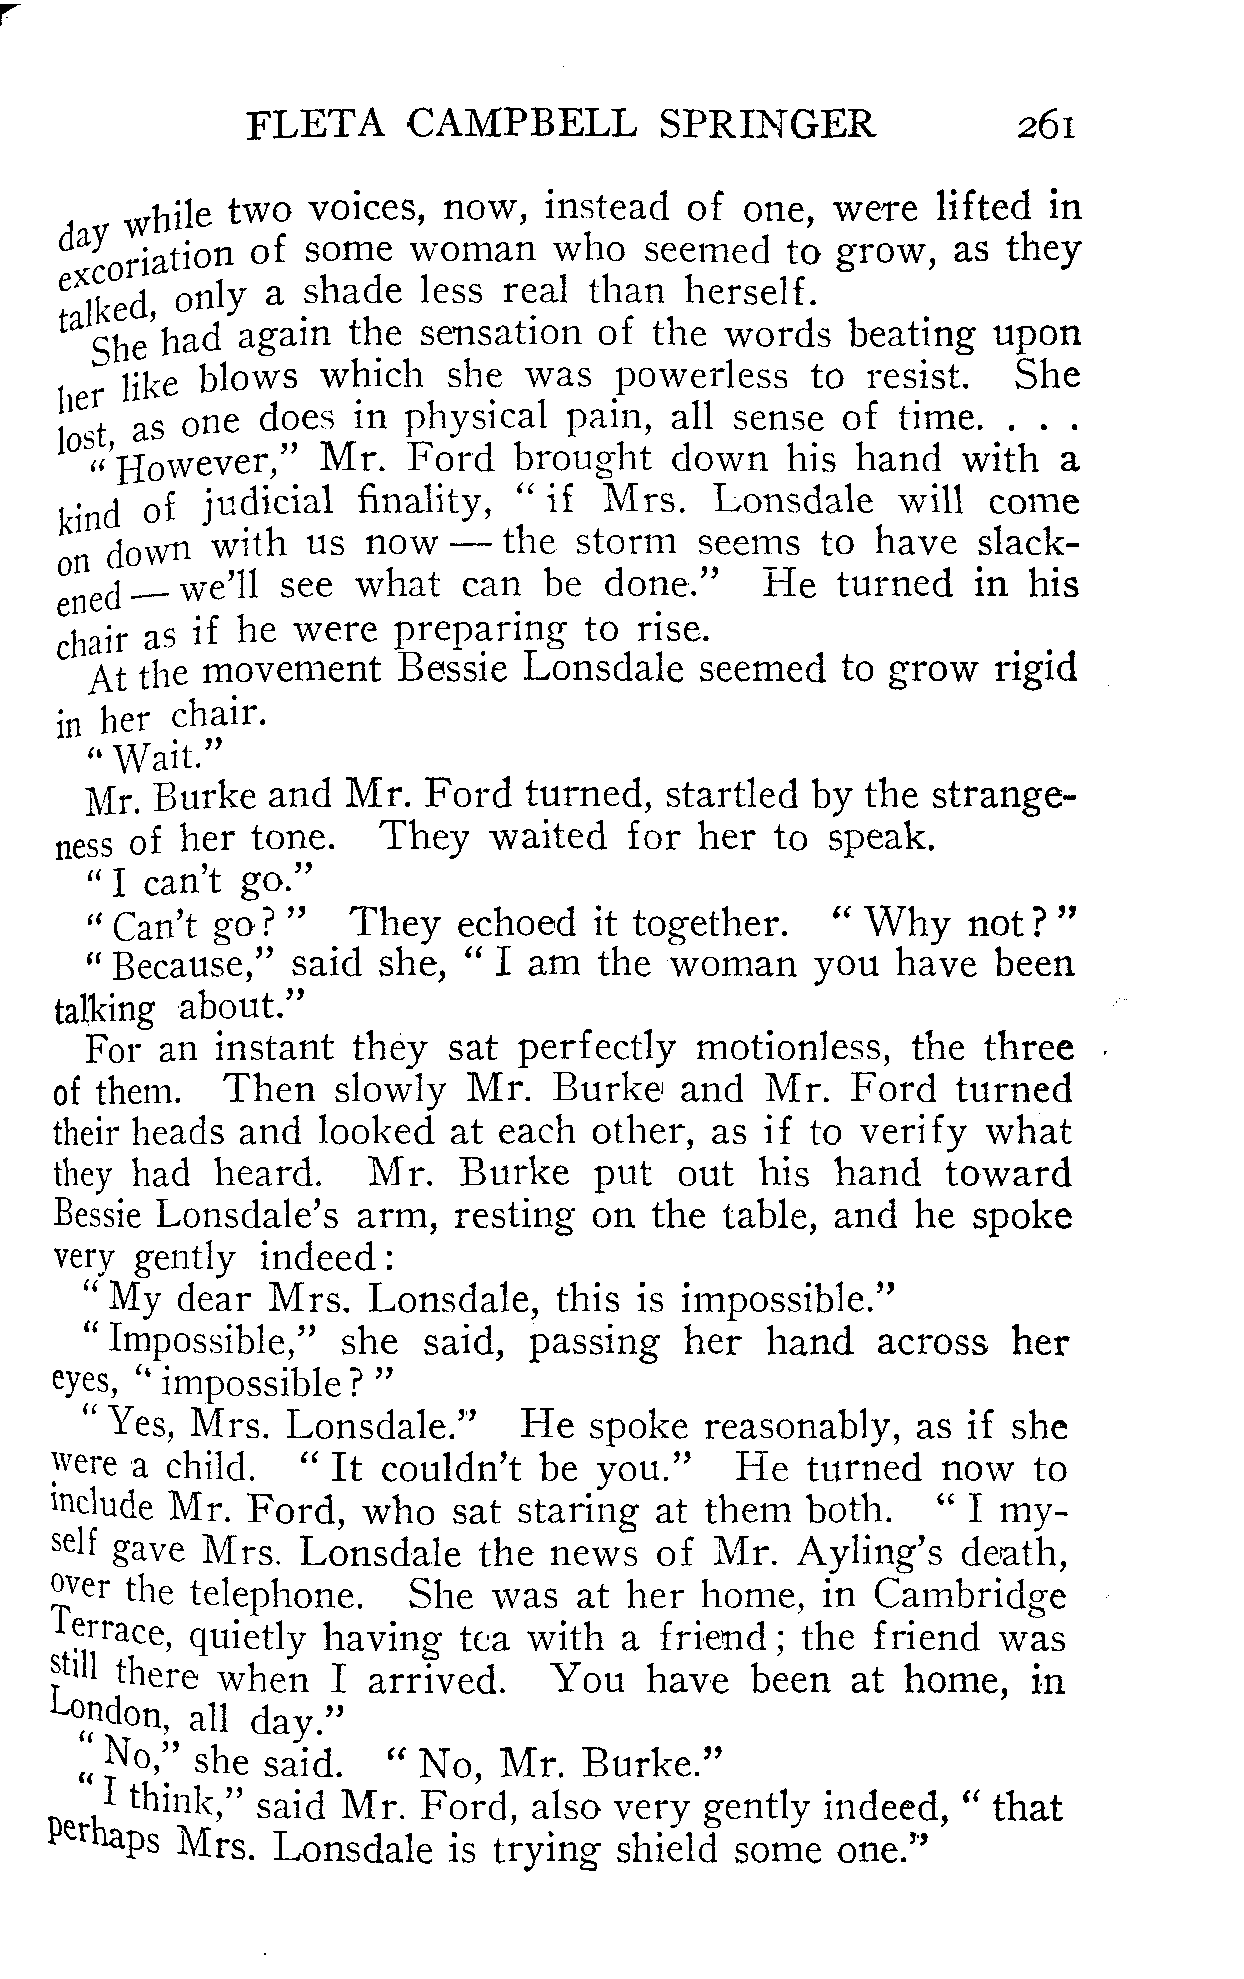 FLETA CAMPBELL SPRINGER 261
day while two voices, now, instead of one, were lifted in
excoriation of some woman who seemed to grow, as they
talked, only a shade less real than herself.
She had again the sensation of the words beating upon
her like blows which she was powerless to resist. She
lost, as one does in physical pain, all sense of time. . . .
"However," Mr. Ford brought down his hand with a
kind of judicial finality, "if Mrs. Lonsdale will come
on down with us now — the storm seems to have slack-
ened — we'll see what can be done." He turned in his
chair as if he were preparing to rise.
At the movement Bessie Lonsdale seemed to grow rigid
in her chair.
"Wait."
Mr. Burke and Mr. Ford turned, startled by the strange-
ness of her tone. They waited for her to speak.
"I can't go."
"Can't go?" They echoed it together. "Why not?"
"Because," said she, "I am the woman you have been
talking about."
For an instant they sat perfectly motionless, the three
of them. Then slowly Mr. Burke and Mr. Ford turned
their heads and looked at each other, as if to verify what
they had heard. Mr. Burke put out his hand toward
Bessie Lonsdale's arm, resting on the table, and he spoke
very gently indeed:
"My dear Mrs. Lonsdale, this is impossible."
"Impossible," she said, passing her hand across her
eyes, "impossible?"
"Yes, Mrs. Lonsdale." He spoke reasonably, as if she
were a child. "It couldn't be you." He turned now to
include Mr. Ford, who sat staring at them both. "I my-
self gave Mrs. Lonsdale the news of Mr. Ayling's death,
over the telephone. She was at her home, in Cambridge
Terrace, quietly having tea with a friend; the friend was
still there when I arrived. You have been at home, in
London, all day."
"No," she said. "No, Mr. Burke."
"I think," said Mr. Ford, also very gently indeed, "that
perhaps Mrs. Lonsdale is trying shield some one."